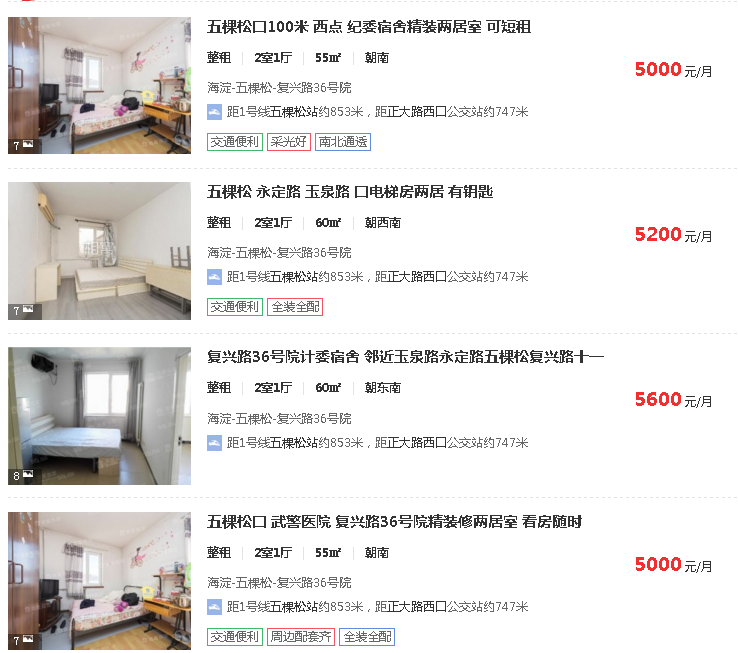 五棵松口100米 西点 纪委宿舍精装两居室 可短租
整租 2室1厅 55㎡ 朝南
5000元/月
海淀-五棵松-复兴路36号院
距1号线五棵松站约853米，距正大路西口公交站约747米
7
交通便利 采光好 南北通透
五棵松 永定路 玉泉路 口电梯房两居 有钥匙
整租 2室1厅 60㎡ 朝西南
5200元/月
海淀-五棵松-复兴路36号院
距1号线五棵松站约853米，距正大路西口公交站约747米
7
交通便利 全装全配
复兴路36号院计委宿舍 邻近玉泉路永定路五棵松复兴路十一
整租 2室1厅 60㎡ 朝东南
5600元/月
海淀-五棵松-复兴路36号院
距1号线五棵松站约853米，距正大路西口公交站约747米
8
五棵松口 武警医院 复兴路36号院精装修两居室 看房随时
整租 2室1厅 55㎡ 朝南
5000元/月
海淀-五棵松-复兴路36号院
距1号线五棵松站约853米，距正大路西口公交站约747米
7
交通便利 周边配套齐 全装全配